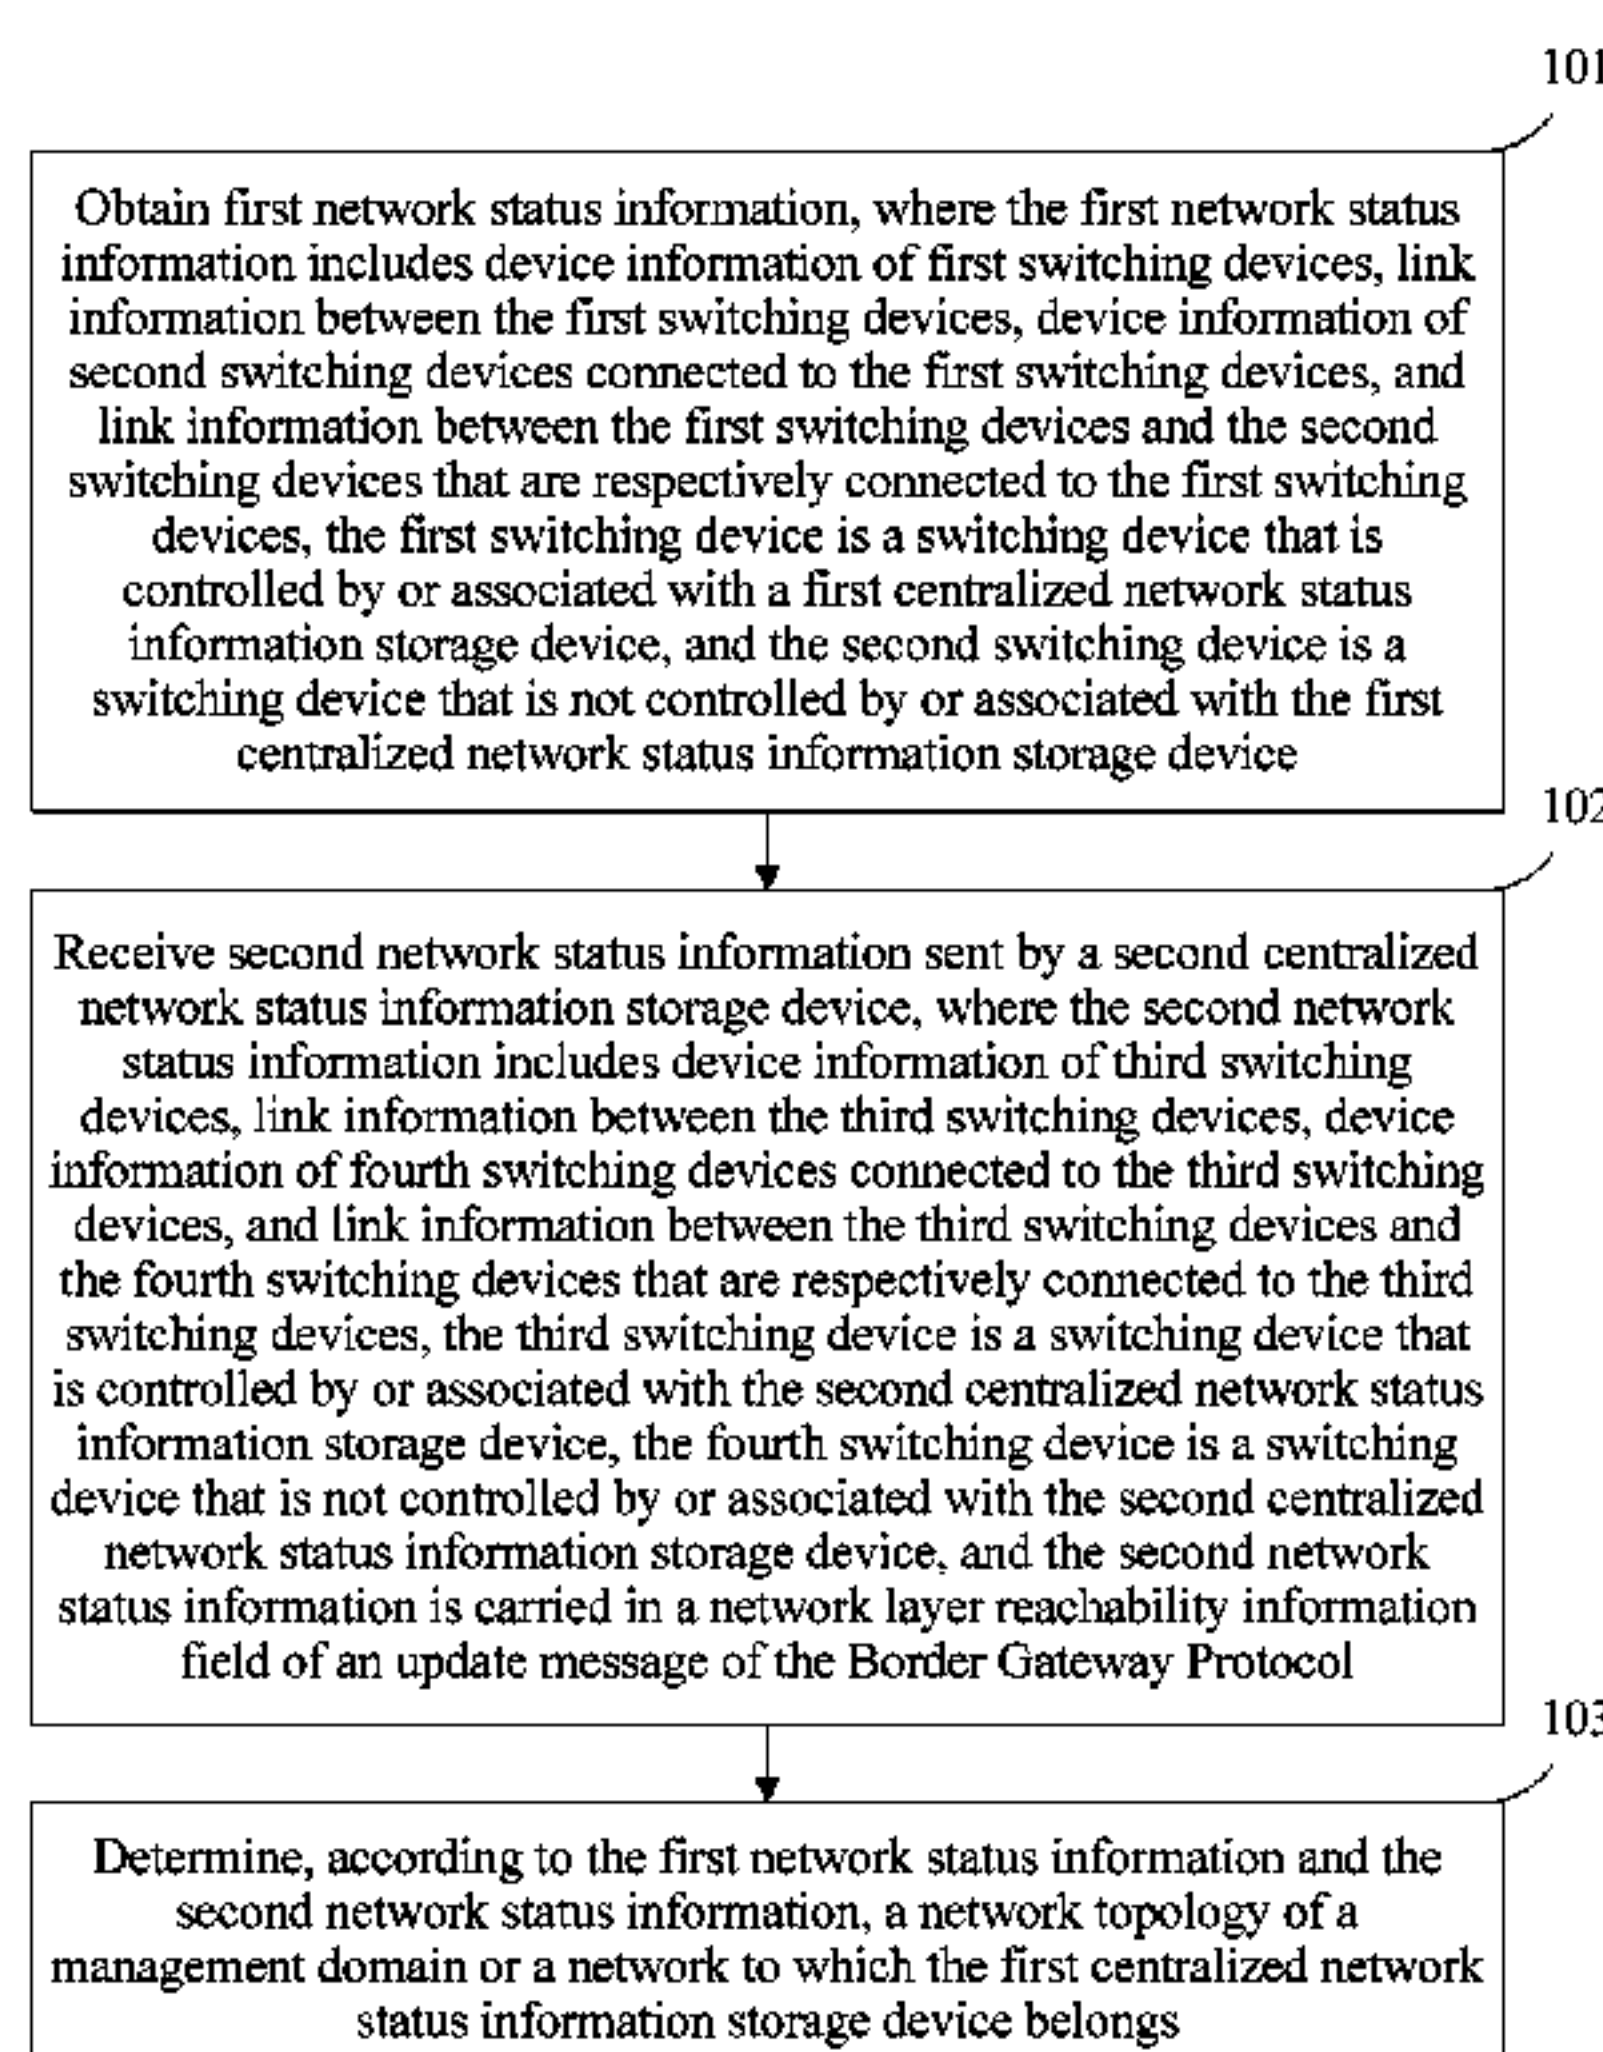 101
Obtain first network status information, where the first network status
information includes device information of first switching devices, link
information between the first switching devices, device information of
second switching devices connected to the first switching devices, and
link information between the first switching devices and the second
switching devices that are respectively connected to the first switching
devices, the first switching device is a switching device that is
controlled by or associated with a first centralized network status
information storage device, and the second switching device is a
switching device that is not controlled by or associated with the first
centralized network status information storage device
102
Receive second network status information sent by a second centralized
network status information storage device, where the second network
status information includes device information of third switching
devices, link information between the third switching devices, device
information of fourth switching devices connected to the third switching
devices, and link information between the third switching devices and
the fourth switching devices that are respectively connected to the third
switching devices, the third switching device is a switching device that
is controlled by or associated with the second centralized network status
information storage device, the fourth switching device is a switching
device that is not controlled by or associated with the second centralized
network status information storage device, and the second network
status information is carried in a network layer reachability information
field of an update message of the Border Gateway Protocol
103
Determine, according to the first network status information and the
second network status information, a network topology of a
management domain or a network to which the first centralized network
status information storage device belongs